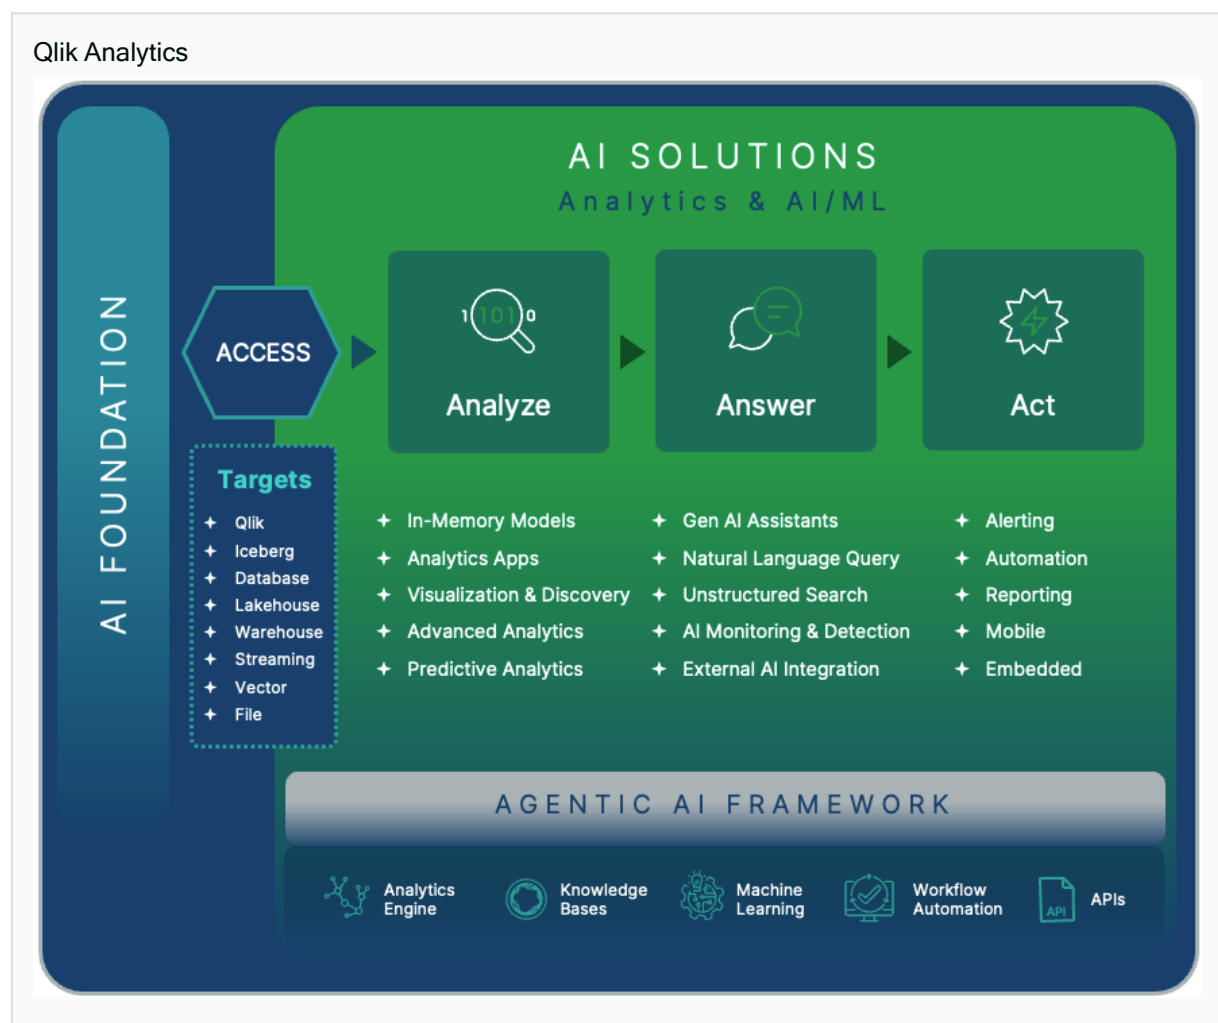 Qlik Analytics
AI FOUNDATION
AI SOLUTIONS
Analytics & AI/ML
ACCESS
1 101 0
Analyze
Answer
Act
Targets
Qlik
Iceberg
Database
Lakehouse
Warehouse
Streaming
Vector
File
In-Memory Models
Analytics Apps
Visualization & Discovery
Advanced Analytics
Predictive Analytics
Gen AI Assistants
Natural Language Query
Unstructured Search
AI Monitoring & Detection
External AI Integration
Alerting
Automation
Reporting
Mobile
Embedded
AGENTIC AI FRAMEWORK
Analytics
Engine
Knowledge
Bases
Machine
Learning
Workflow
Automation
API
APIs